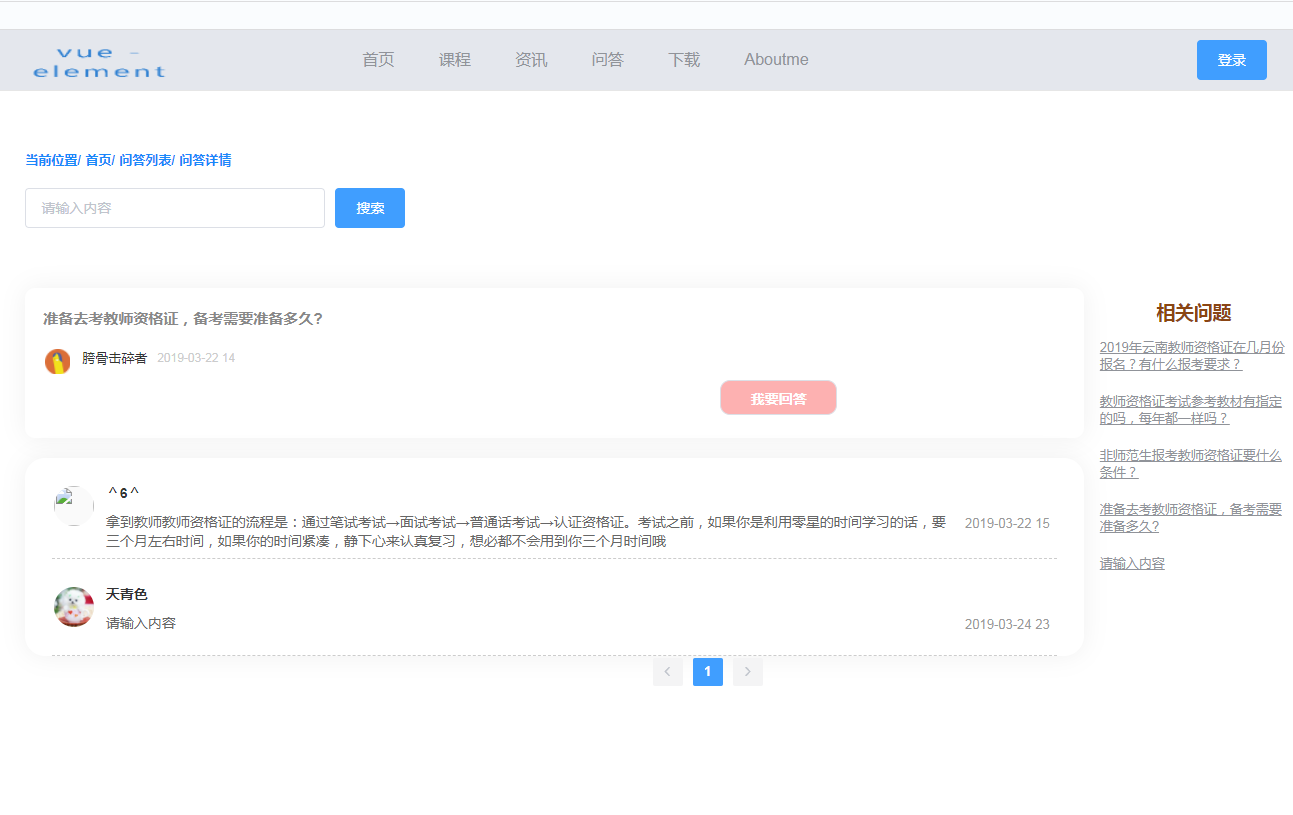 vue -
element
首页 课程 资讯 问答 下载 Aboutme
登录
当前位置/ 首页/ 问答列表/ 问答详情
请输入内容
搜索
准备去考教师资格证，备考需要准备多久?
胯骨击碎者 2019-03-22 14
我要回答
^ 6 ^
拿到教师教师资格证的流程是：通过笔试考试→面试考试→普通话考试→认证资格证。考试之前，如果你是利用零星的时间学习的话，要
三个月左右时间，如果你的时间紧凑，静下心来认真复习，想必都不会用到你三个月时间哦
2019-03-22 15
天青色
请输入内容
2019-03-24 23
1
相关问题
2019年云南教师资格证在几月份
报名？有什么报考要求？
教师资格证考试参考教材有指定
的吗，每年都一样吗？
非师范生报考教师资格证要什么
条件？
准备去考教师资格证，备考需要
准备多久?
请输入内容